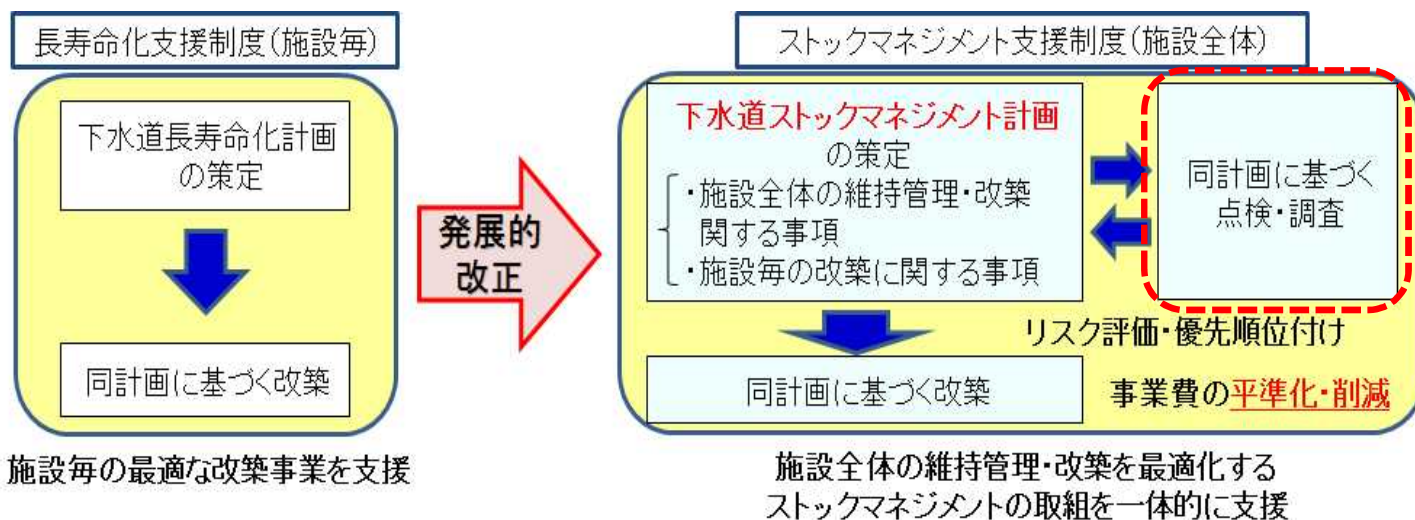 長寿命化支援制度(施設毎)
下水道長寿命化計画
の策定
同計画に基づく改築
施設毎の最適な改築事業を支援
発展的
改正
ストックマネジメント支援制度(施設全体)
下水道ストックマネジメント計画
の策定
・施設全体の維持管理・改築
関する事項
・施設毎の改築に関する事項
同計画に基づく
点検・調査
リスク評価・優先順位付け
同計画に基づく改築
事業費の平準化・削減
施設全体の維持管理・改築を最適化する
ストックマネジメントの取組を一体的に支援